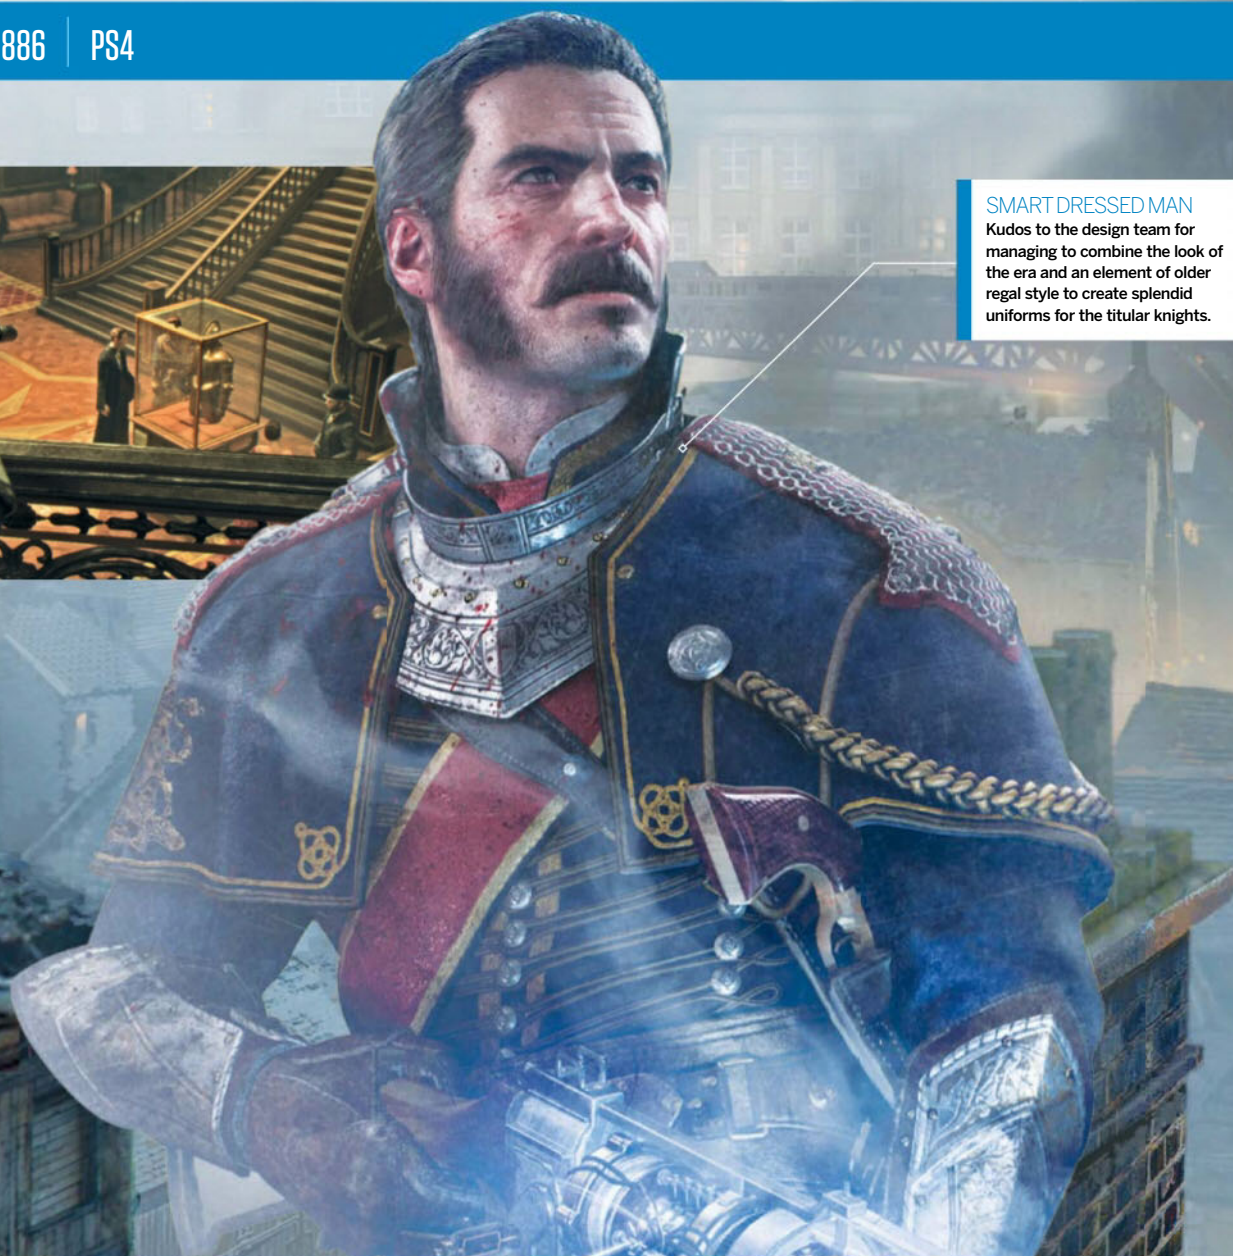 886 | PS4
SMART DRESSED MAN
Kudos to the design team for
managing to combine the look of
the era and an element of older
regal style to create splendid
uniforms for the titular knights.